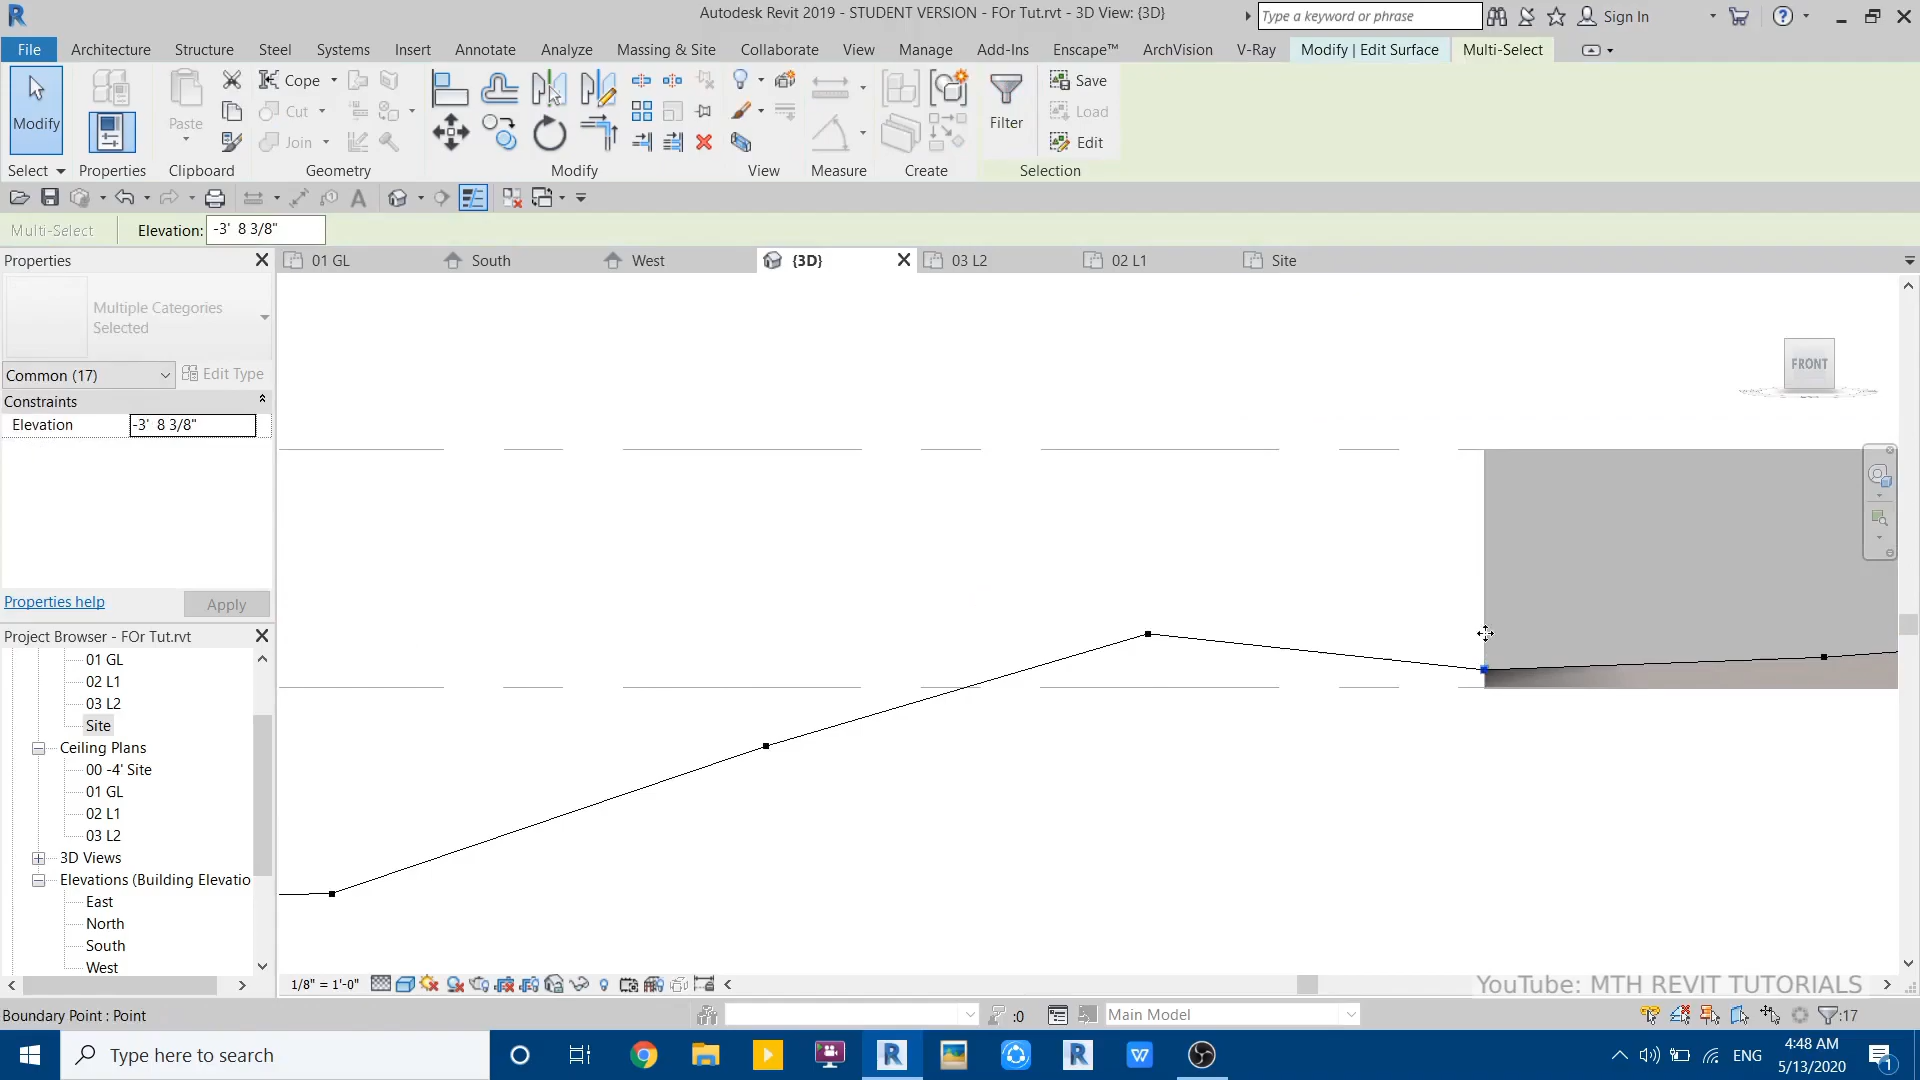 Autodesk Revit 2019 - STUDENT VERSION - FOr Tut.rvt - 3D View: {3D}
Type a keyword or phrase
Sign In
File Architecture Structure Steel Systems Insert Annotate Analyze Massing & Site Collaborate View Manage Add-Ins Enscape™ ArchVision V-Ray Modify | Edit Surface Multi-Select
Cope
Save
Cut
Load
Modify
Paste
Filter
Join
Edit
Select Properties Clipboard Geometry Modify View Measure Create Selection
Multi-Select Elevation: -3' 8 3/8"
Properties
01 GL South West {3D} 03 L2 02 L1 Site
Multiple Categories
Selected
Common (17) Edit Type
Constraints
Elevation -3' 8 3/8"
FRONT
Properties help Apply
Project Browser - FOr Tut.rvt
01 GL
02 L1
03 L2
Site
Ceiling Plans
00 -4' Site
01 GL
02 L1
03 L2
3D Views
Elevations (Building Elevatio
East
North
South
West
1/8" = 1'-0"
YouTube: MTH REVIT TUTORIALS
Boundary Point : Point
:0
Main Model
:17
Type here to search
ENG
4:48 AM
5/13/2020
1